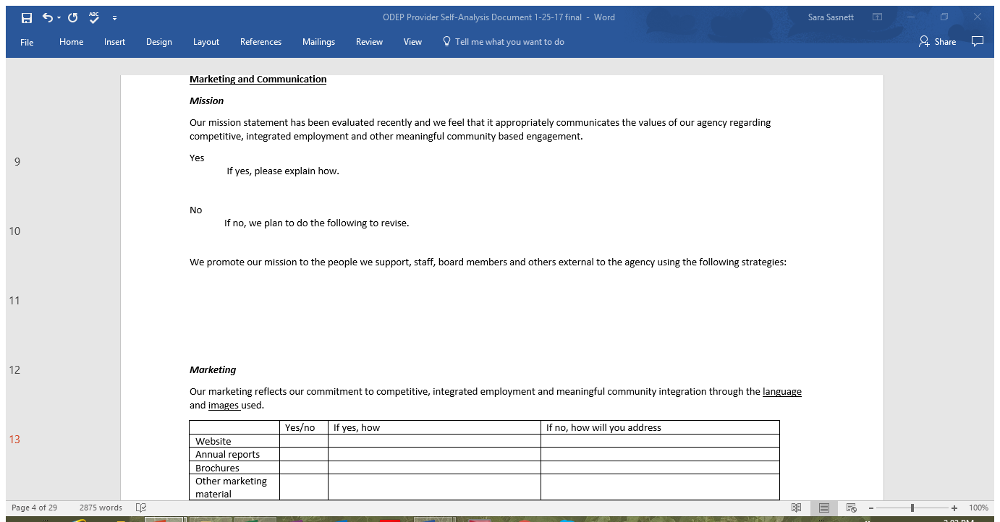 ABC
ODEP Provider Self-Analysis Document 1-25-17 final - Word
Sara Sasnett
File Home Insert Design Layout References Mailings Review View Tell me what you want to do
Share
Marketing and Communication
Mission
Our mission statement has been evaluated recently and we feel that it appropriately communicates the values of our agency regarding
competitive, integrated employment and other meaningful community based engagement.
9
Yes
If yes, please explain how.
No
If no, we plan to do the following to revise.
10
We promote our mission to the people we support, staff, board members and others external to the agency using the following strategies:
11
12
Marketing
Our marketing reflects our commitment to competitive, integrated employment and meaningful community integration through the language
and images used.
Yes/no If yes, how If no, how will you address
13
Website
Annual reports
Brochures
Other marketing
material
Page 4 of 29 2875 words
- + 100%